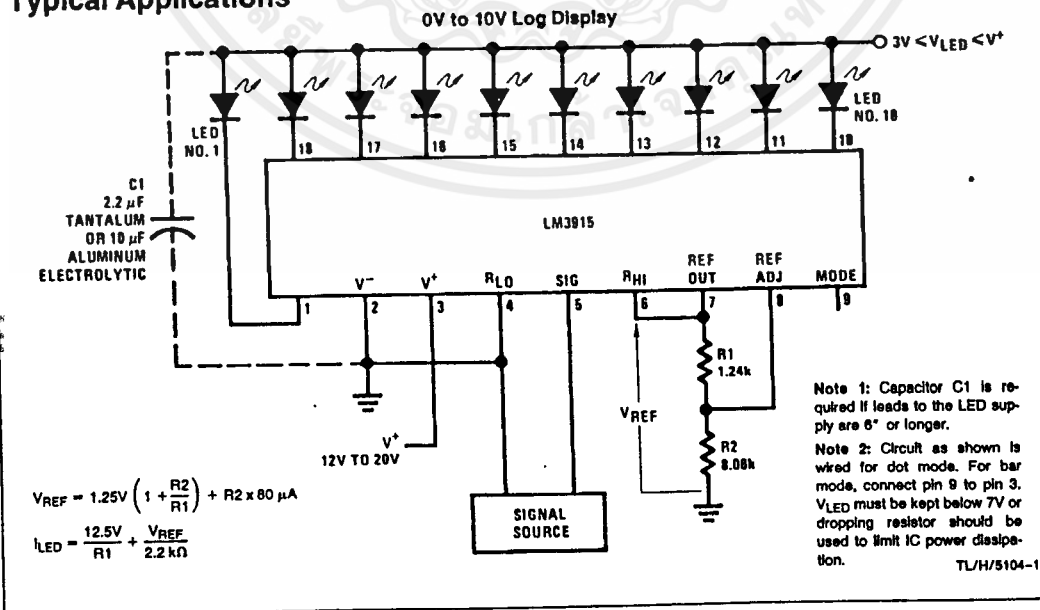 Typical Applications
0V to 10V Log Display
3V <VLED <V+
LED
NO. 1
LED
NO. 10
18
17
16
15
14
13
12
11
10
C1
2.2 μF
TANTALUM
OR 10 μF
ALUMINUM
ELECTROLYTIC
LM3915
V−
V+
RLO
SIG
RHI
REF
OUT
REF
ADJ
MODE
1
2
3
4
5
6
7
8
9
R1
1.24k
VREF
R2
8.06k
V+
12V TO 20V
SIGNAL
SOURCE
VREF = 1.25V (1 + R2/R1) + R2 x 80 μA
ILED = 12.5V/R1 + VREF/2.2 kΩ
Note 1: Capacitor C1 is re-
quired if leads to the LED sup-
ply are 6" or longer.
Note 2: Circuit as shown is
wired for dot mode. For bar
mode, connect pin 9 to pin 3.
VLED must be kept below 7V or
dropping resistor should be
used to limit IC power dissipa-
tion.
TL/H/5104-1